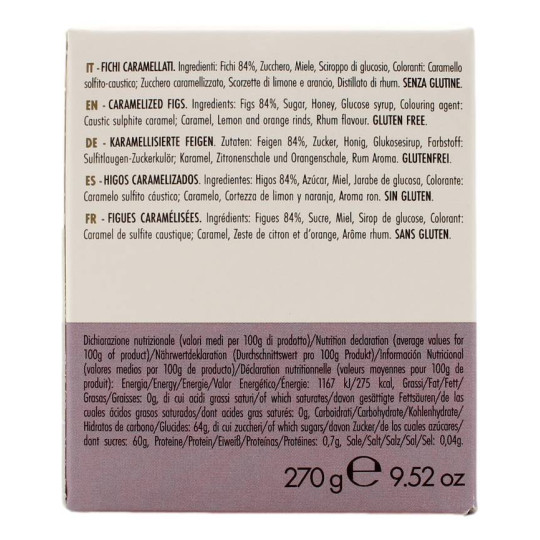 IT - FICHI CARAMELLATI. Ingredienti: Fichi 84%, Zucchero, Miele, Sciroppo di glucosio, Coloranti: Caramello
solfito-caustico; Zucchero caramellizzato, Scorzette di limone e arancio, Distillato di rhum. SENZA GLUTINE.
EN - CARAMELIZED FIGS. Ingredients: Figs 84%, Sugar, Honey, Glucose syrup, Colouring agent:
Caustic sulphite caramel; Caramel, Lemon and orange rinds, Rhum flavour. GLUTEN FREE.
DE - KARAMELLISIERTE FEIGEN. Zutaten: Feigen 84%, Zucker, Honig, Glukosesirup, Farbstoff:
Sulfitlaugen-Zuckerkulör; Karamel, Zitronenschale und Orangenschale, Rum Aroma. GLUTENFREI.
ES - HIGOS CARAMELIZADOS. Ingredientes: Higos 84%, Azúcar, Miel, Jarabe de glucosa, Colorante:
Caramelo sulfito cáustico; Caramelo, Cortezza de limon y naranja, Aroma ron. SIN GLUTEN.
FR - FIGUES CARAMÉLISÉES. Ingrédients: Figues 84%, Sucre, Miel, Sirop de glucose, Colorant:
Caramel de sulfite caustique; Caramel, Zeste de citron et d'orange, Arôme rhum. SANS GLUTEN.
Dichiarazione nutrizionale (valori medi per 100g di prodotto)/Nutrition declaration (average values for
100g of product)/Nährwertdeklaration (Durchschnittswert pro 100g Produkt)/Información Nutricional
(valores medios por 100g de producto)/Déclaration nutritionnelle (valeurs moyennes pour 100g de
produit): Energia/Energy/Energie/Valor Energético/Énergie: 1167 kJ/275 kcal, Grassi/Fat/Fett/
Grasas/Graisses: 0g, di cui acidi grassi saturi/of which saturates/davon gesättigte Fettsäuren/de las
cuales ácidos grasos saturados/dont acides gras saturés: 0g, Carboidrati/Carbohydrate/Kohlenhydrate/
Hidratos de carbono/Glucides: 64g, di cui zuccheri/of which sugars/davon Zucker/de las cuales azúcares/
dont sucres: 60g, Proteine/Protein/Eiweiß/Proteínas/Protéines: 0,7g, Sale/Salt/Salz/Sal/Sel: 0,04g.
270 g ℮ 9.52 oz